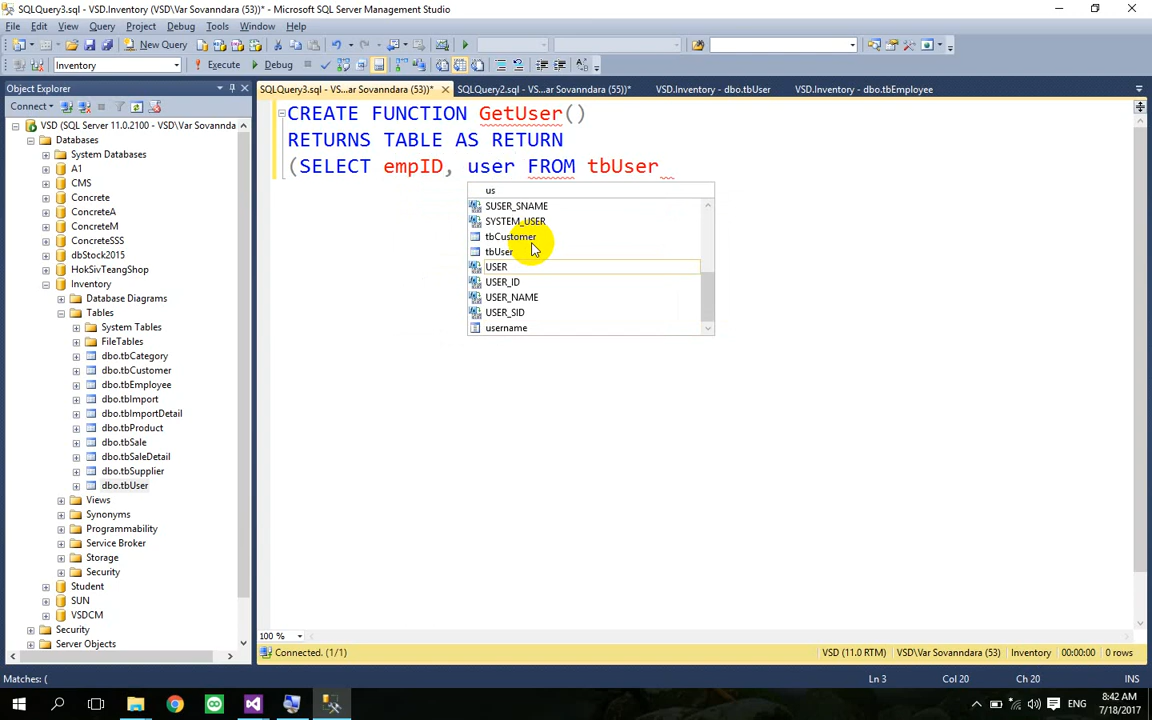 SQLQuery3.sql - VSD.Inventory (VSD\Var Sovanndara (53))* - Microsoft SQL Server Management Studio
File Edit View Query Project Debug Tools Window Help
New Query
Inventory Execute Debug
Object Explorer
SQLQuery3.sql - VS...ar Sovanndara (53))* SQLQuery2.sql - VS...ar Sovanndara (55))* VSD.Inventory - dbo.tbUser VSD.Inventory - dbo.tbEmployee
Connect
VSD (SQL Server 11.0.2100 - VSD\Var Sovannda
Databases
System Databases
A1
CMS
Concrete
ConcreteA
ConcreteM
ConcreteSSS
dbStock2015
HokSivTeangShop
Inventory
Database Diagrams
Tables
System Tables
FileTables
dbo.tbCategory
dbo.tbCustomer
dbo.tbEmployee
dbo.tbImport
dbo.tbImportDetail
dbo.tbProduct
dbo.tbSale
dbo.tbSaleDetail
dbo.tbSupplier
dbo.tbUser
Views
Synonyms
Programmability
Service Broker
Storage
Security
Student
SUN
VSDCM
Security
Server Objects
CREATE FUNCTION GetUser()
RETURNS TABLE AS RETURN
(SELECT empID, user FROM tbUser
us
SUSER_SNAME
SYSTEM_USER
tbCustomer
tbUser
USER
USER_ID
USER_NAME
USER_SID
username
100 %
Connected. (1/1) VSD (11.0 RTM) VSD\Var Sovanndara (53) Inventory 00:00:00 0 rows
Matches: ( Ln 3 Col 20 Ch 20 INS
ENG
8:42 AM
7/18/2017